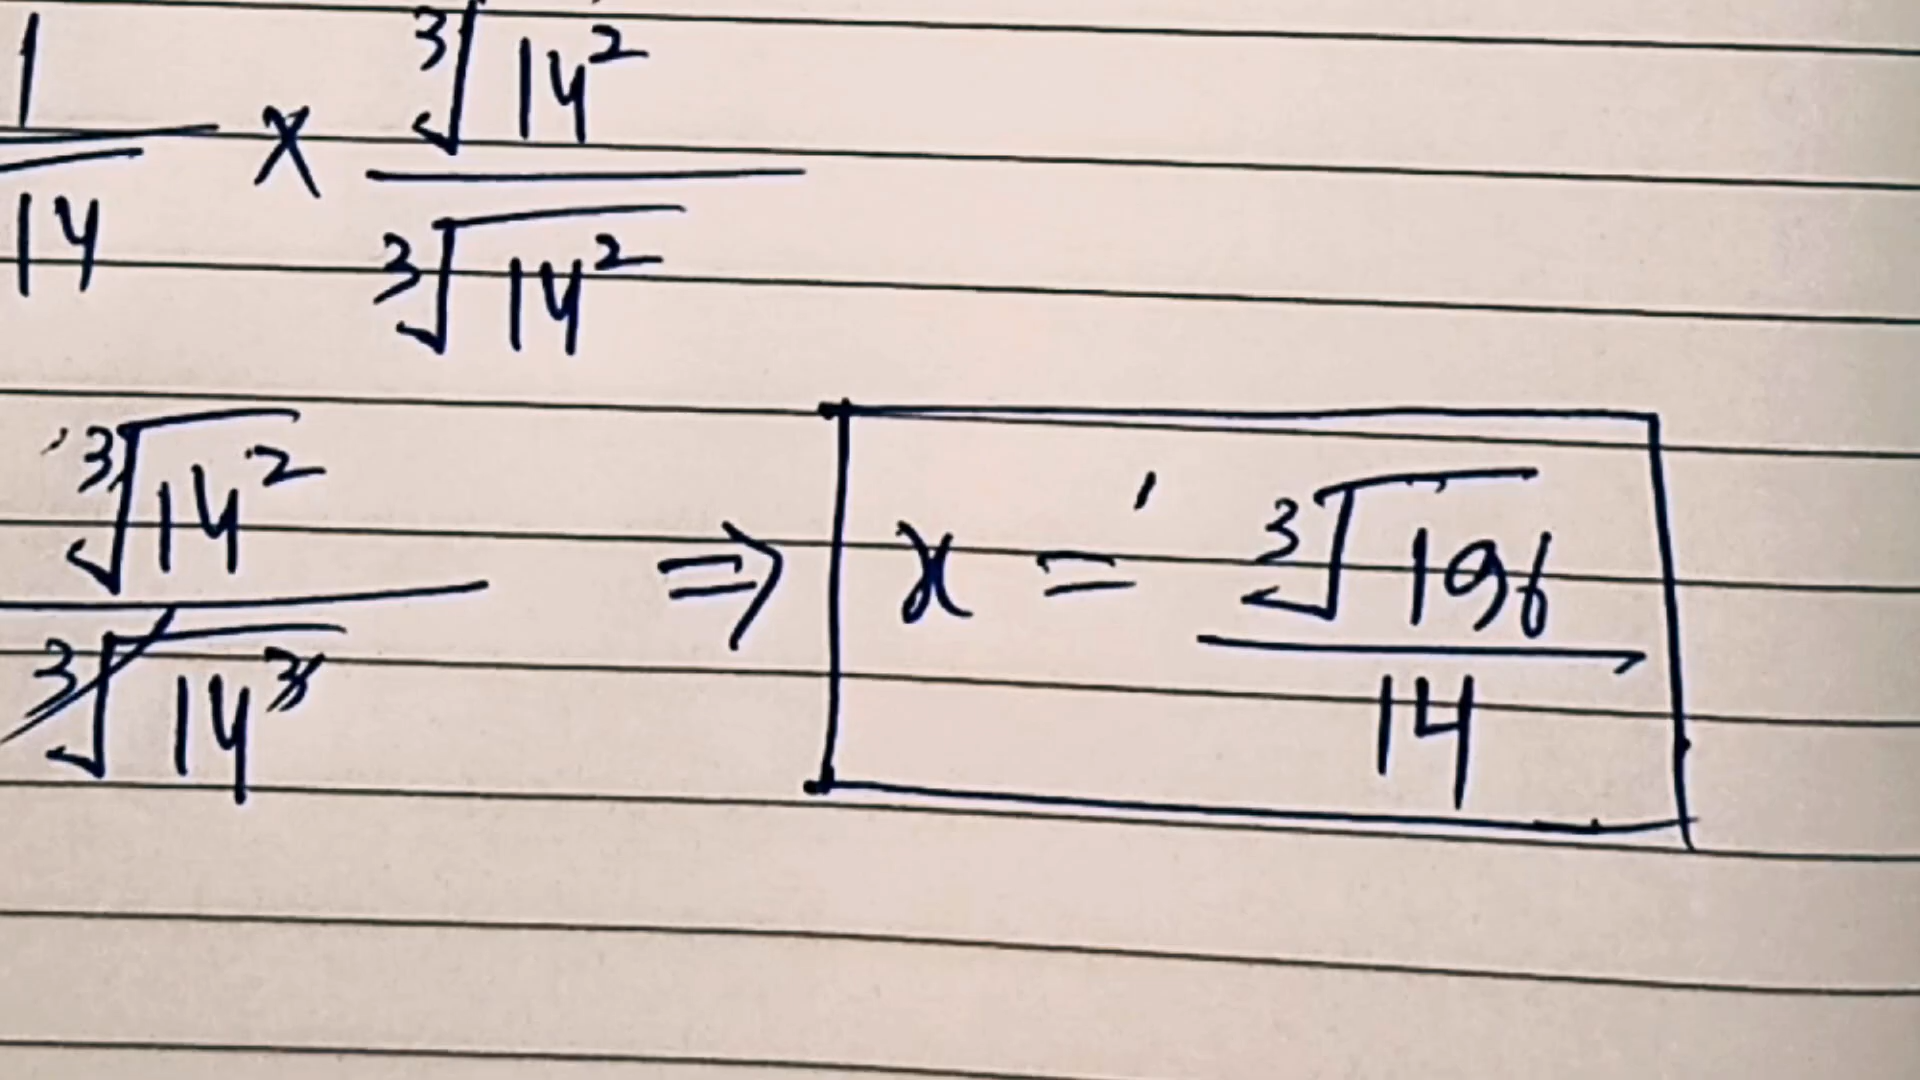 1/14 × ∛14² / ∛14²
∛14² / ∛14³ ⇒ x = ∛196 / 14